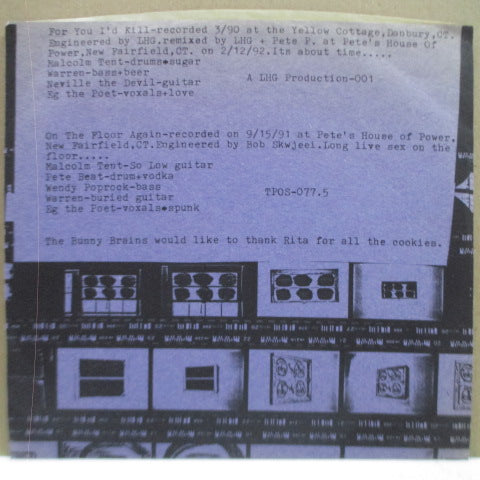 For You I'd Kill-recorded 3/90 at the Yellow Cottage,Danbury,CT.
Engineered by LHG.remixed by LHG + Pete P. at Pete's House Of
Power,New Fairfield,CT. on 2/12/92.Its about time.....
Malcolm Tent-drums+sugar
Warren-bass+beer
Neville the Devil-guitar A LHG Production-001
Eg the Poet-voxals+love
On The Floor Again-recorded on 9/15/91 at Pete's House of Power,
New Fairfield,CT.Engineered by Bob Skwjeei.Long live sex on the
floor.....
Malcolm Tent-So Low guitar
Pete Beat-drum+vodka
Wendy Poprock-bass
Warren-buried guitar TPOS-077.5
Eg the Poet-voxals+spunk
The Bunny Brains would like to thank Rita for all the cookies.